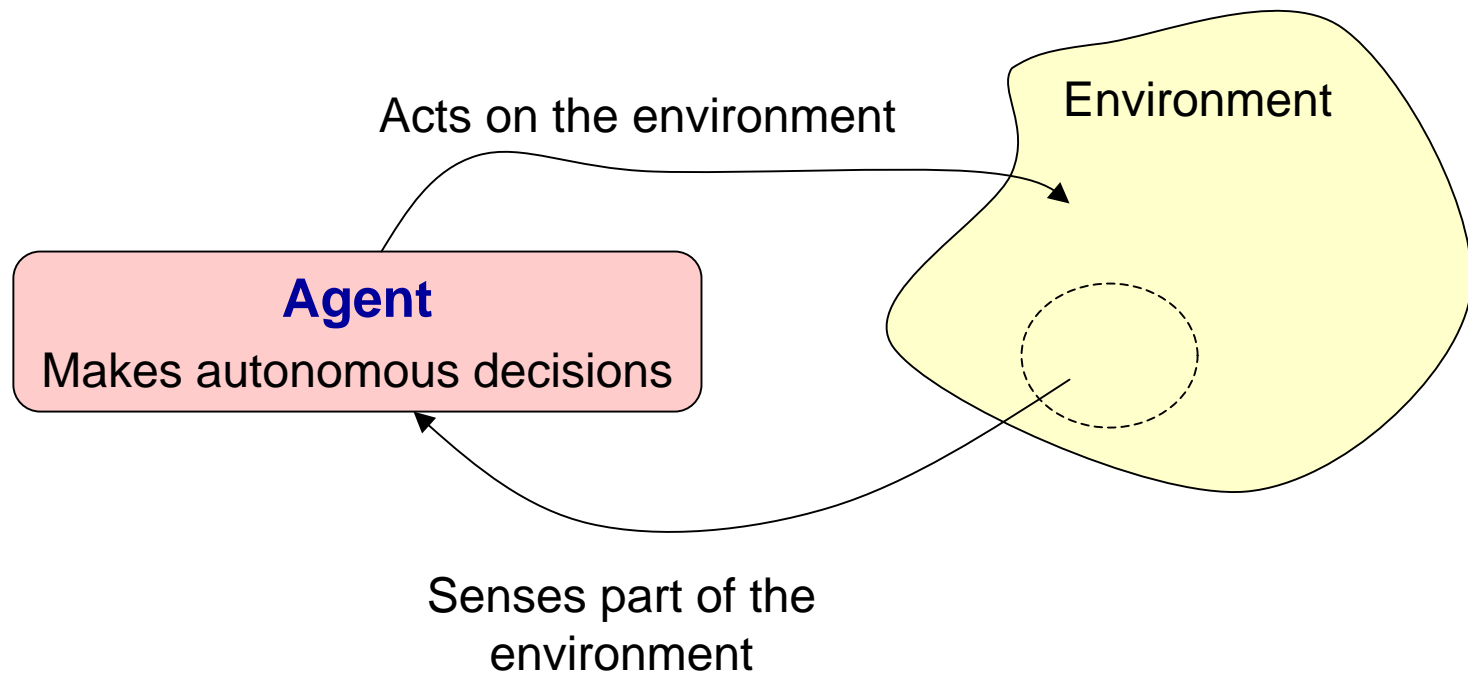 Acts on the environment
Environment
Agent
Makes autonomous decisions
Senses part of the
environment